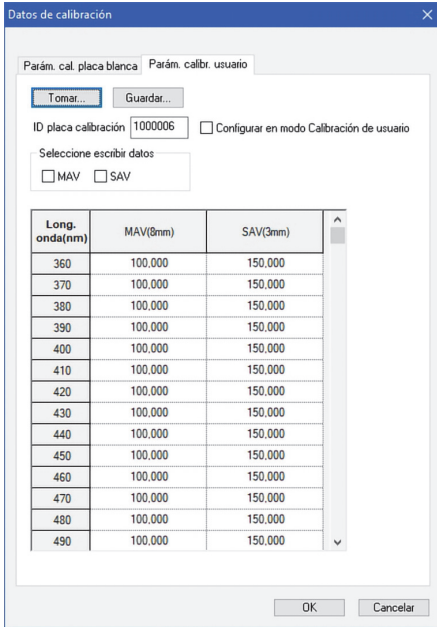 Datos de calibración
Parám. cal. placa blanca Parám. calibr. usuario
Tomar... Guardar...
ID placa calibración 1000006 Configurar en modo Calibración de usuario
Seleccione escribir datos
MAV SAV
Long. onda(nm) MAV(8mm) SAV(3mm)
360 100,000 150,000
370 100,000 150,000
380 100,000 150,000
390 100,000 150,000
400 100,000 150,000
410 100,000 150,000
420 100,000 150,000
430 100,000 150,000
440 100,000 150,000
450 100,000 150,000
460 100,000 150,000
470 100,000 150,000
480 100,000 150,000
490 100,000 150,000
OK Cancelar